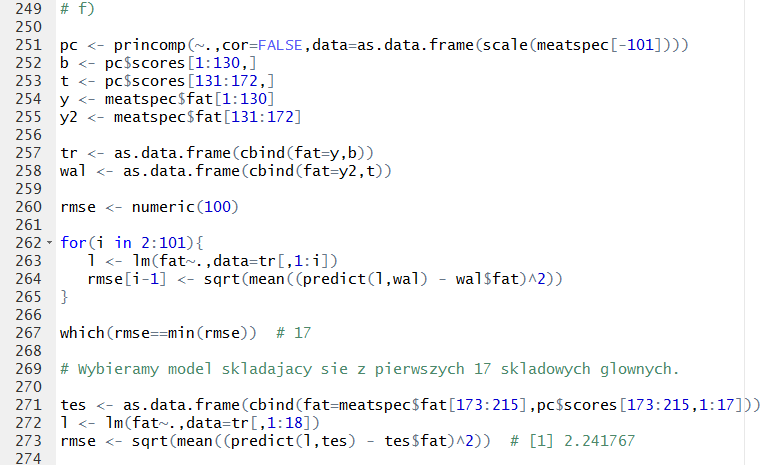 249 # f)
250
251 pc <- princomp(~.,cor=FALSE,data=as.data.frame(scale(meatspec[-101])))
252 b <- pc$scores[1:130,]
253 t <- pc$scores[131:172,]
254 y <- meatspec$fat[1:130]
255 y2 <- meatspec$fat[131:172]
256
257 tr <- as.data.frame(cbind(fat=y,b))
258 wal <- as.data.frame(cbind(fat=y2,t))
259
260 rmse <- numeric(100)
261
262 for(i in 2:101){
263    l <- lm(fat~.,data=tr[,1:i])
264    rmse[i-1] <- sqrt(mean((predict(l,wal) - wal$fat)^2))
265 }
266
267 which(rmse==min(rmse))  # 17
268
269 # Wybieramy model skladajacy sie z pierwszych 17 skladowych glownych.
270
271 tes <- as.data.frame(cbind(fat=meatspec$fat[173:215],pc$scores[173:215,1:17]))
272 l <- lm(fat~.,data=tr[,1:18])
273 rmse <- sqrt(mean((predict(l,tes) - tes$fat)^2))  # [1] 2.241767
274